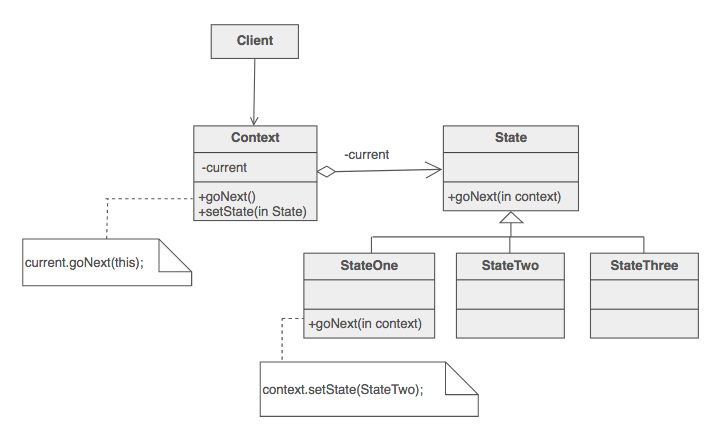 Client
Context
-current
+goNext()
+setState(in State)
-current
State
+goNext(in context)
current.goNext(this);
StateOne
+goNext(in context)
StateTwo
StateThree
context.setState(StateTwo);